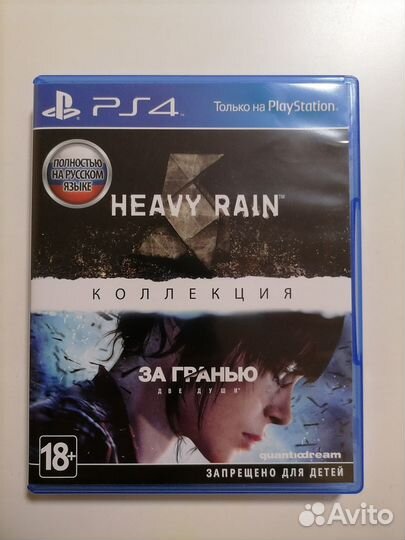 PS4
Только на PlayStation
ПОЛНОСТЬЮ
НА РУССКОМ
ЯЗЫКЕ
HEAVY RAIN™
КОЛЛЕКЦИЯ
ЗА ГРАНЬЮ
ДВЕ ДУШИ
18+
quanticdream
ЗАПРЕЩЕНО ДЛЯ ДЕТЕЙ
Avito